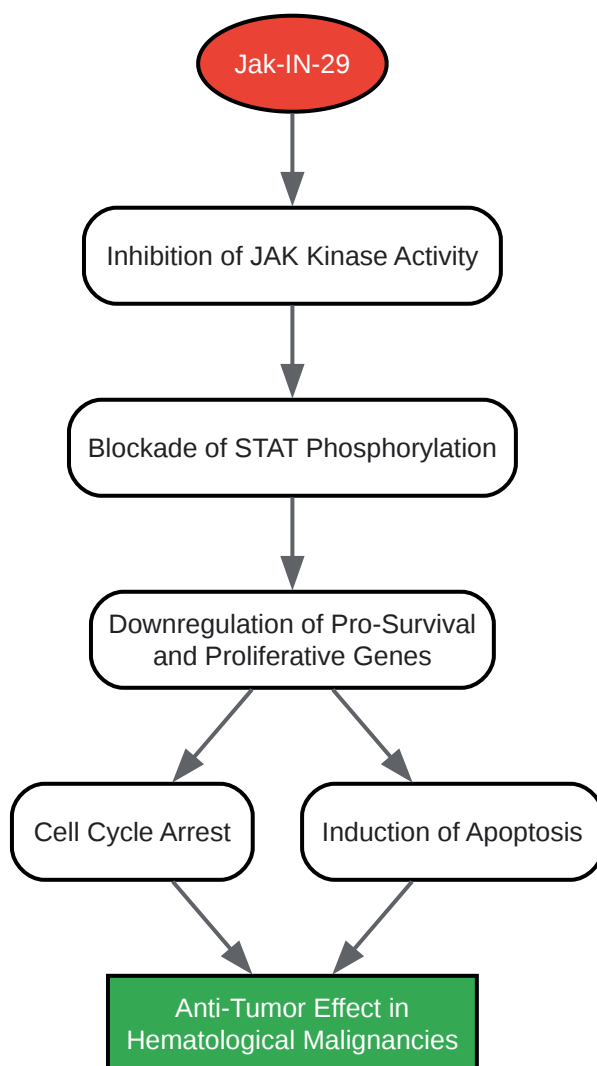 Jak-IN-29
Inhibition of JAK Kinase Activity
Blockade of STAT Phosphorylation
Downregulation of Pro-Survival
and Proliferative Genes
Cell Cycle Arrest
Induction of Apoptosis
Anti-Tumor Effect in
Hematological Malignancies